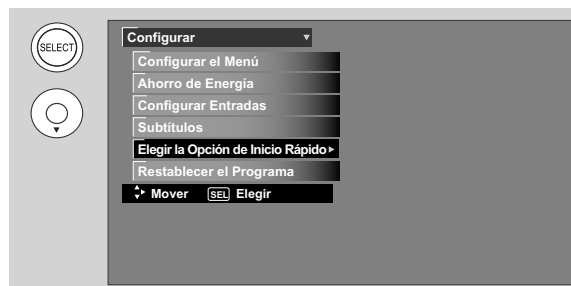 SELECT
Configurar
Configurar el Menú
Ahorro de Energía
Configurar Entradas
Subtítulos
Elegir la Opción de Inicio Rápido
Restablecer el Programa
Mover SEL Elegir